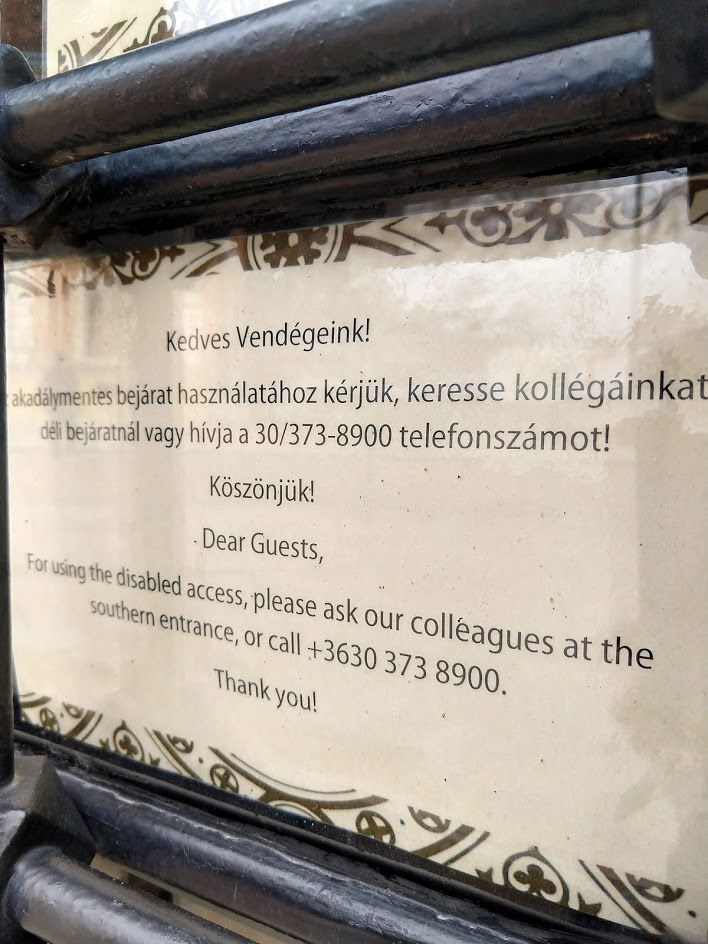 Kedves Vendégeink!
akadálymentes bejárat használatához kérjük, keresse kollégáinkat
déli bejáratnál vagy hívja a 30/373-8900 telefonszámot!
Köszönjük!
Dear Guests,
For using the disabled access, please ask our colleagues at the
southern entrance, or call +3630 373 8900.
Thank you!